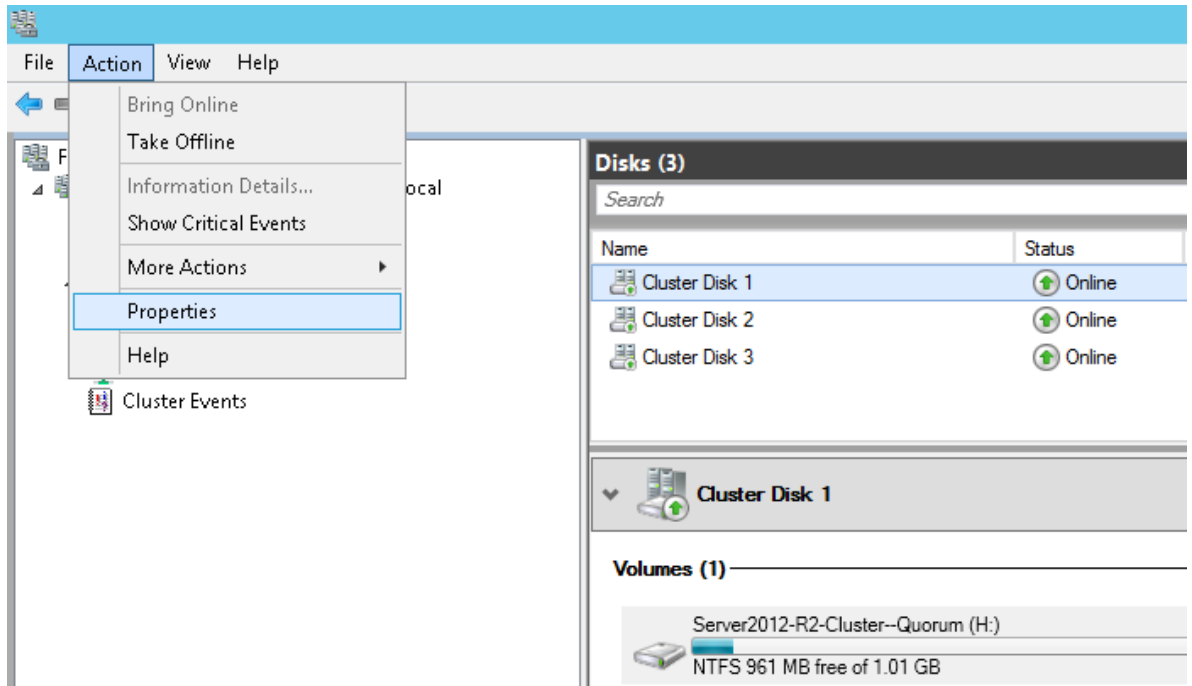 File Action View Help
Bring Online
Take Offline
Information Details...
Show Critical Events
More Actions
Properties
Help
F
ocal
Cluster Events
Disks (3)
Search
Name Status
Cluster Disk 1 Online
Cluster Disk 2 Online
Cluster Disk 3 Online
Cluster Disk 1
Volumes (1)
Server2012-R2-Cluster--Quorum (H:)
NTFS 961 MB free of 1.01 GB